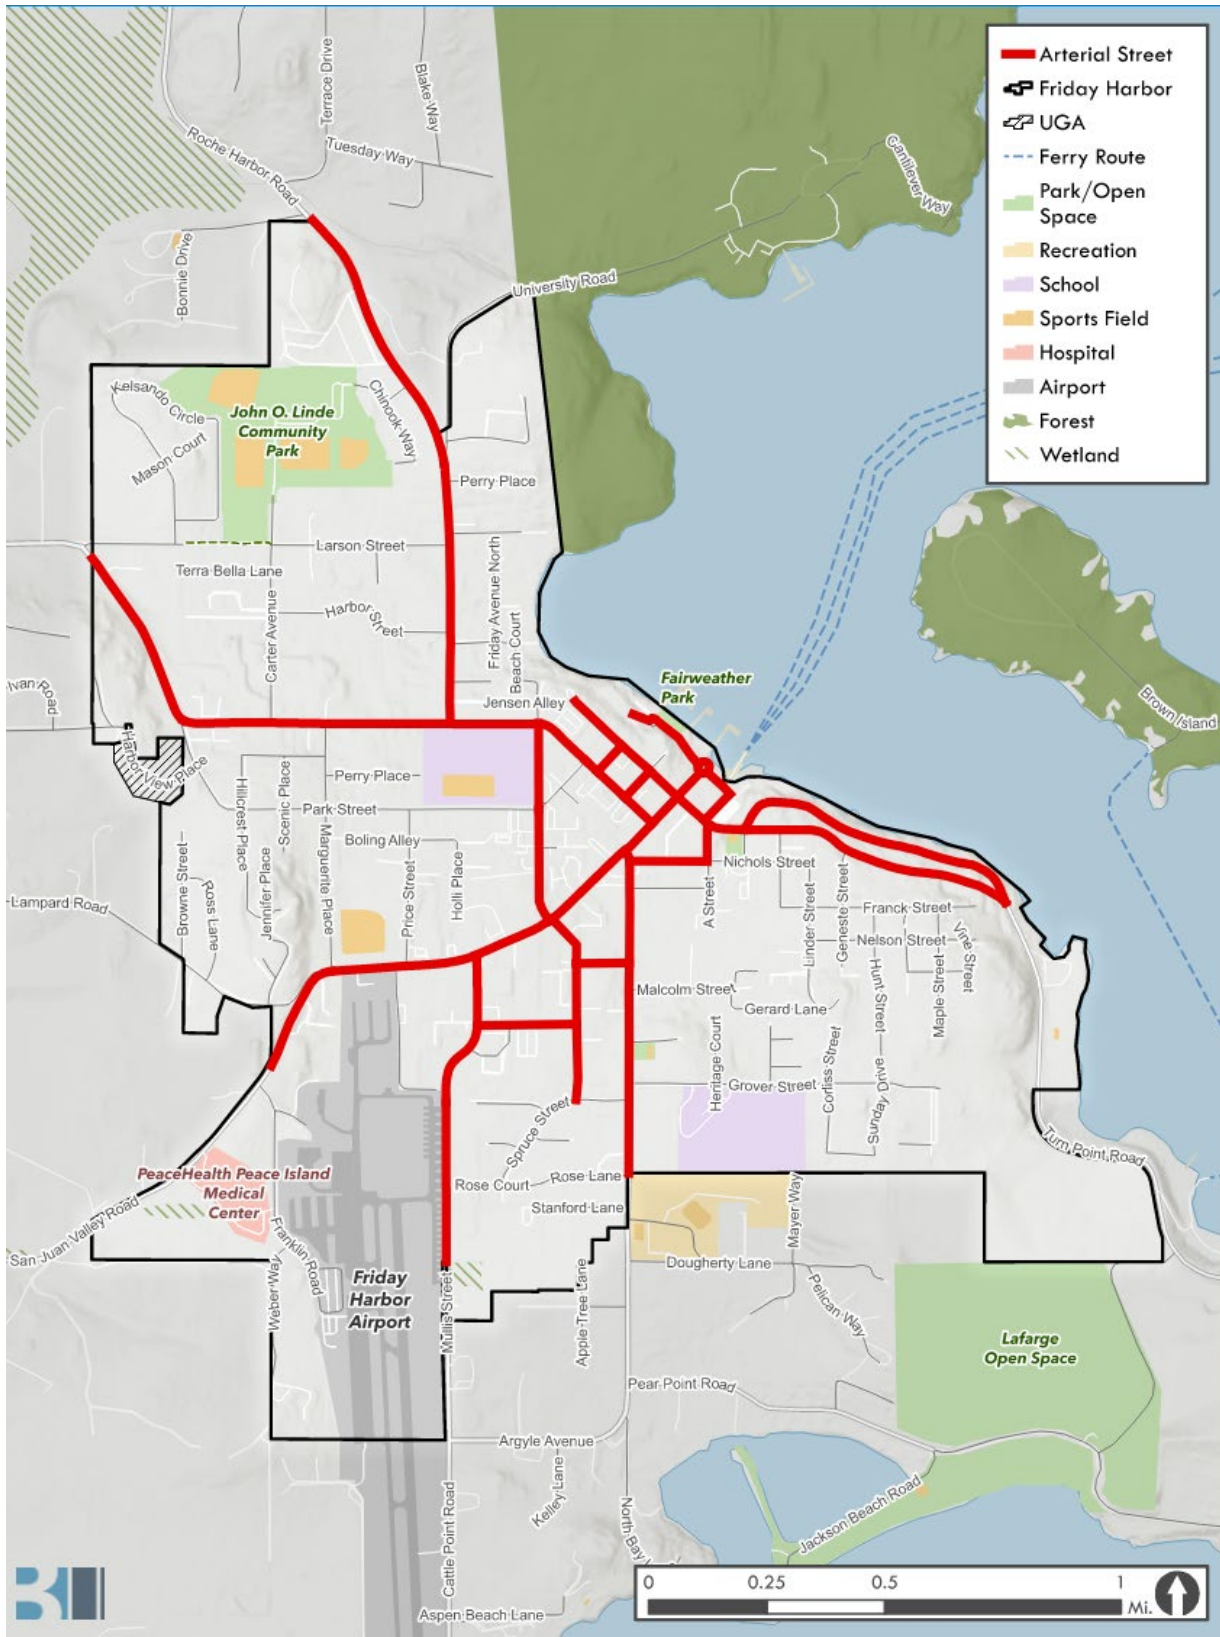 Arterial Street
Friday Harbor
UGA
Ferry Route
Park/Open
Space
Recreation
School
Sports Field
Hospital
Airport
Forest
Wetland
Terrace Drive
Blake Way
Tuesday Way
Roche Harbor Road
Cantilever Way
Bonnie Drive
University Road
Kelsando Circle
Mason Court
John O. Linde
Community
Park
Chinook Way
Perry Place
Larson Street
Terra Bella Lane
Harbor Street
Carter Avenue
Friday Avenue North
Beach Court
Jensen Alley
Fairweather
Park
Brown Island
Ivan Road
Harbor View Place
Perry Place
Park Street
Boling Alley
Hillcrest Place
Scenic Place
Jennifer Place
Marguerite Place
Price Street
Holli Place
Browne Street
Ross Lane
Lampard Road
Nichols Street
A Street
Linder Street
Geneste Street
Franck Street
Nelson Street
Vine Street
Hunt Street
Maple Street
Malcolm Street
Gerard Lane
Heritage Court
Grover Street
Corliss Street
Sunday Drive
Turn Point Road
Spruce Street
Rose Court
Rose Lane
Stanford Lane
PeaceHealth Peace Island
Medical
Center
San Juan Valley Road
Franklin Road
Weber Way
Friday
Harbor
Airport
Mullis Street
Apple Tree Lane
Mayer Way
Dougherty Lane
Pelican Way
Lafarge
Open Space
Pear Point Road
Argyle Avenue
Kelley Lane
Cattle Point Road
North Bay
Jackson Beach Road
Aspen Beach Lane
0 0.25 0.5 1
Mi.